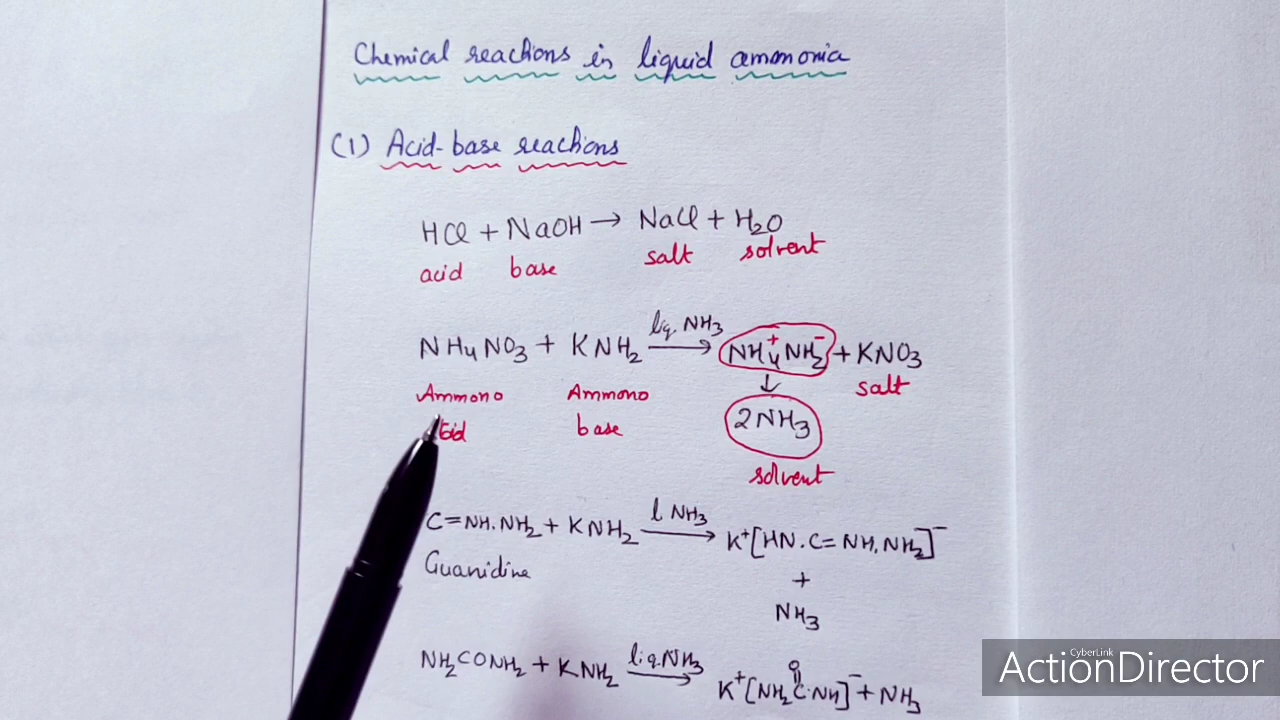 Chemical reactions in liquid ammonia
(1) Acid-base reactions
HCl + NaOH → NaCl + H₂O
acid base salt solvent
NH₄NO₃ + KNH₂ liq. NH₃ → NH₄⁺NH₂⁻ + KNO₃
Ammono Ammono ↓ salt
base 2NH₃
solvent
C=NH.NH₂ + KNH₂ l NH₃ → K⁺[HN.C=NH.NH₂]⁻
Guanidine +
NH₃
NH₂CONH₂ + KNH₂ liq.NH₃ → K⁺[NH₂C.NH]⁻ + NH₃
O
CyberLink
ActionDirector